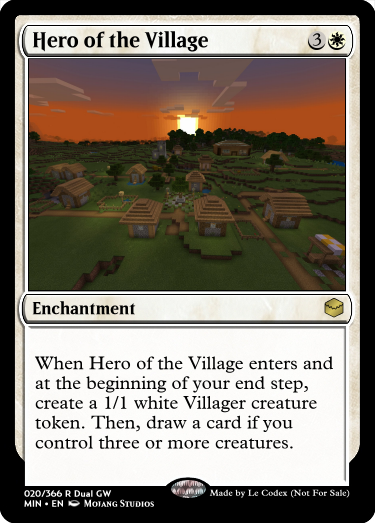 Hero of the Village 3
Enchantment
When Hero of the Village enters and
at the beginning of your end step,
create a 1/1 white Villager creature
token. Then, draw a card if you
control three or more creatures.
020/366 R Dual GW
MIN • EN Mojang Studios
Made by Le Codex (Not For Sale)